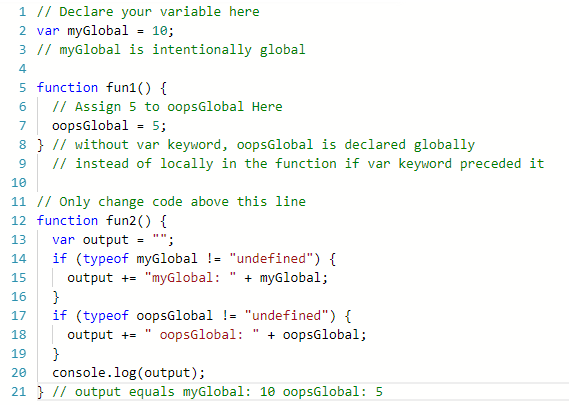 1 // Declare your variable here
2 var myGlobal = 10;
3 // myGlobal is intentionally global
4
5 function fun1() {
6   // Assign 5 to oopsGlobal Here
7   oopsGlobal = 5;
8 } // without var keyword, oopsGlobal is declared globally
9   // instead of locally in the function if var keyword preceded it
10
11 // Only change code above this line
12 function fun2() {
13   var output = "";
14   if (typeof myGlobal != "undefined") {
15     output += "myGlobal: " + myGlobal;
16   }
17   if (typeof oopsGlobal != "undefined") {
18     output += " oopsGlobal: " + oopsGlobal;
19   }
20   console.log(output);
21 } // output equals myGlobal: 10 oopsGlobal: 5